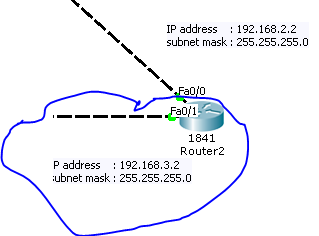 IP address : 192.168.2.2
subnet mask : 255.255.255.0
Fa0/0
Fa0/1
1841
Router2
P address : 192.168.3.2
subnet mask : 255.255.255.0